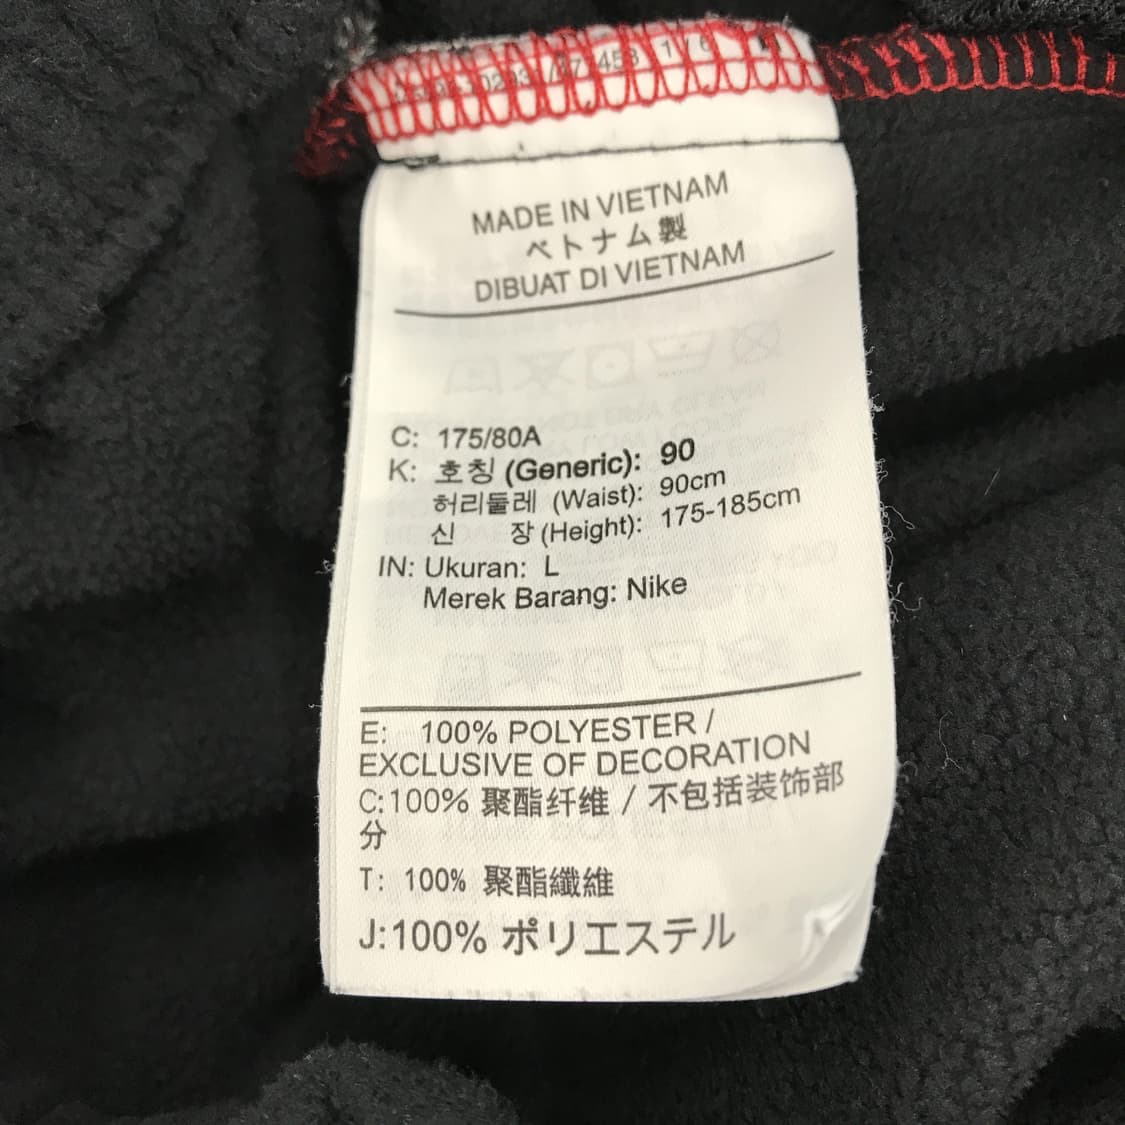 MADE IN VIETNAM
ベトナム製
DIBUAT DI VIETNAM
C: 175/80A
K: 호칭 (Generic): 90
허리둘레 (Waist): 90cm
신 장 (Height): 175-185cm
IN: Ukuran: L
Merek Barang: Nike
E: 100% POLYESTER /
EXCLUSIVE OF DECORATION
C:100% 聚酯纤维 / 不包括装饰部
分
T: 100% 聚酯纖維
J:100% ポリエステル